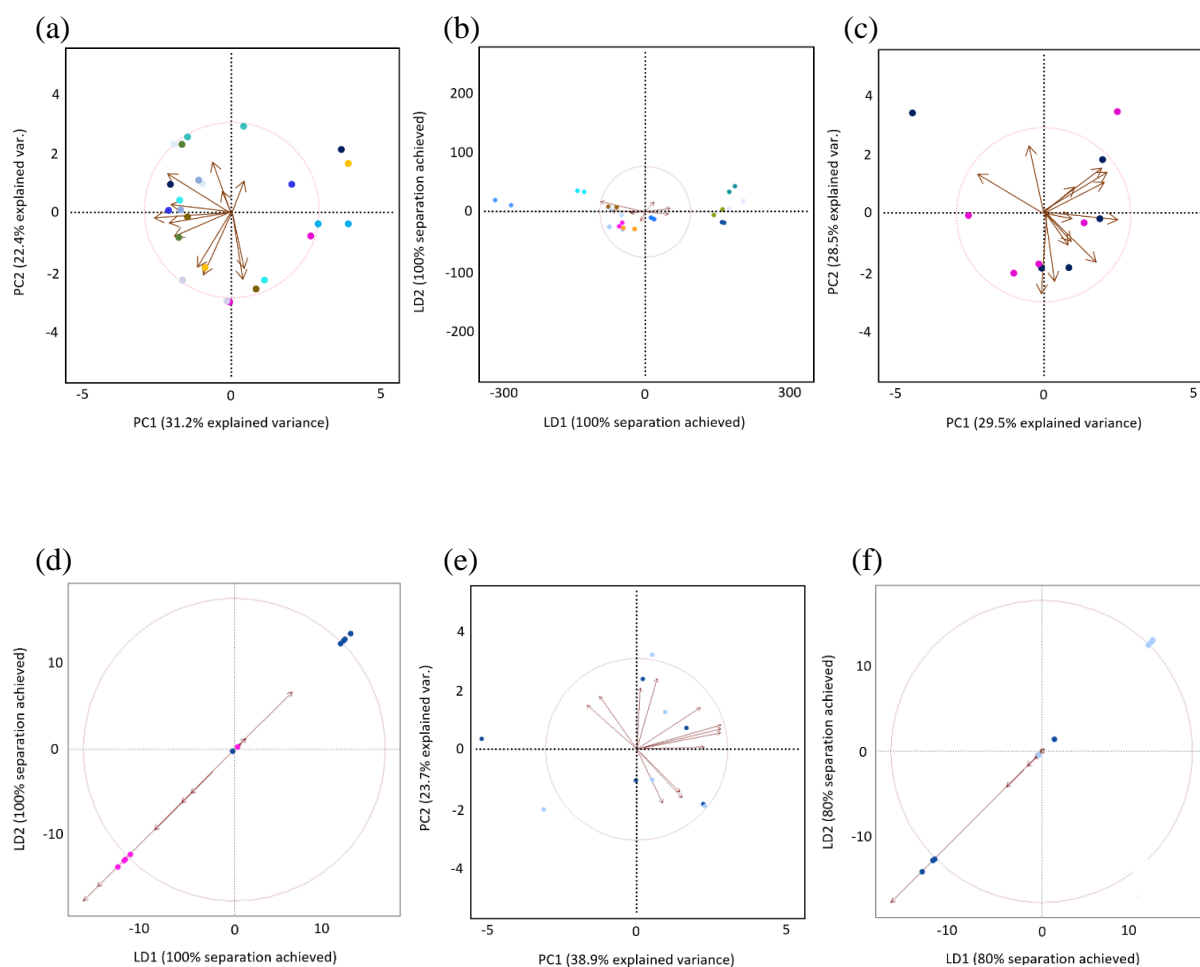 (a)
(b)
(c)
PC2 (22.4% explained var.)
4
2
0
-2
-4
-5
0
5
PC1 (31.2% explained variance)
LD2 (100% separation achieved)
200
100
0
-100
-200
-300
0
300
LD1 (100% separation achieved)
PC2 (28.5% explained var.)
4
2
0
-2
-4
-5
0
5
PC1 (29.5% explained variance)
(d)
(e)
(f)
LD2 (100% separation achieved)
10
0
-10
-10
0
10
LD1 (100% separation achieved)
PC2 (23.7% explained var.)
4
2
0
-2
-4
-5
0
5
PC1 (38.9% explained variance)
LD2 (80% separation achieved)
10
0
-10
-10
0
10
LD1 (80% separation achieved)